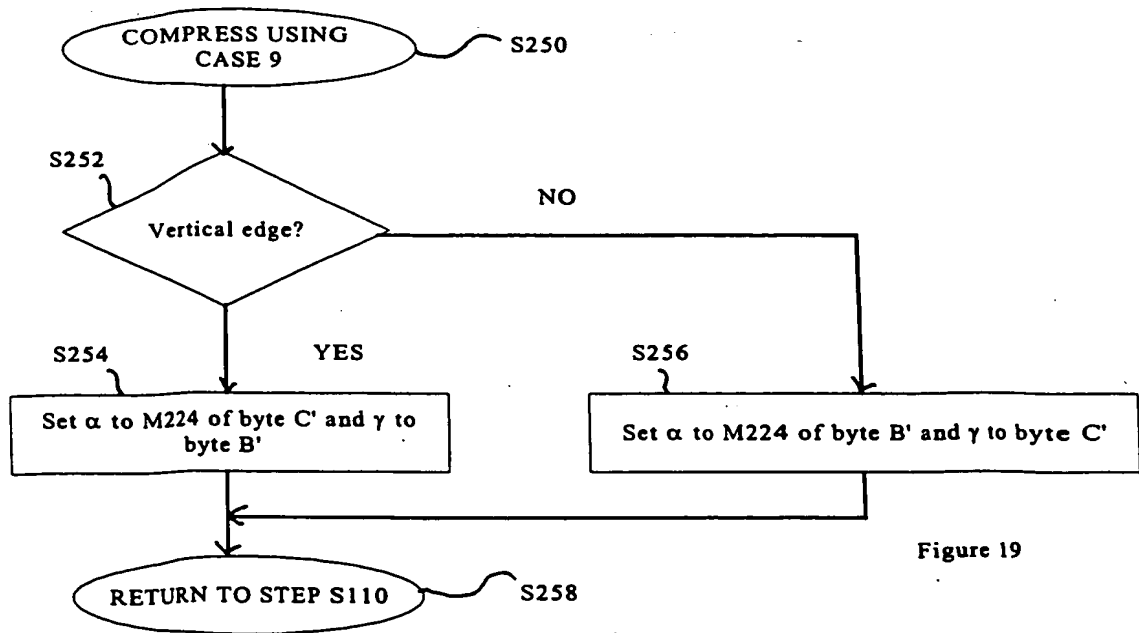 COMPRESS USING
CASE 9
S250
S252
Vertical edge?
NO
YES
S254
Set α to M224 of byte C' and γ to
byte B'
S256
Set α to M224 of byte B' and γ to byte C'
RETURN TO STEP S110
S258
Figure 19